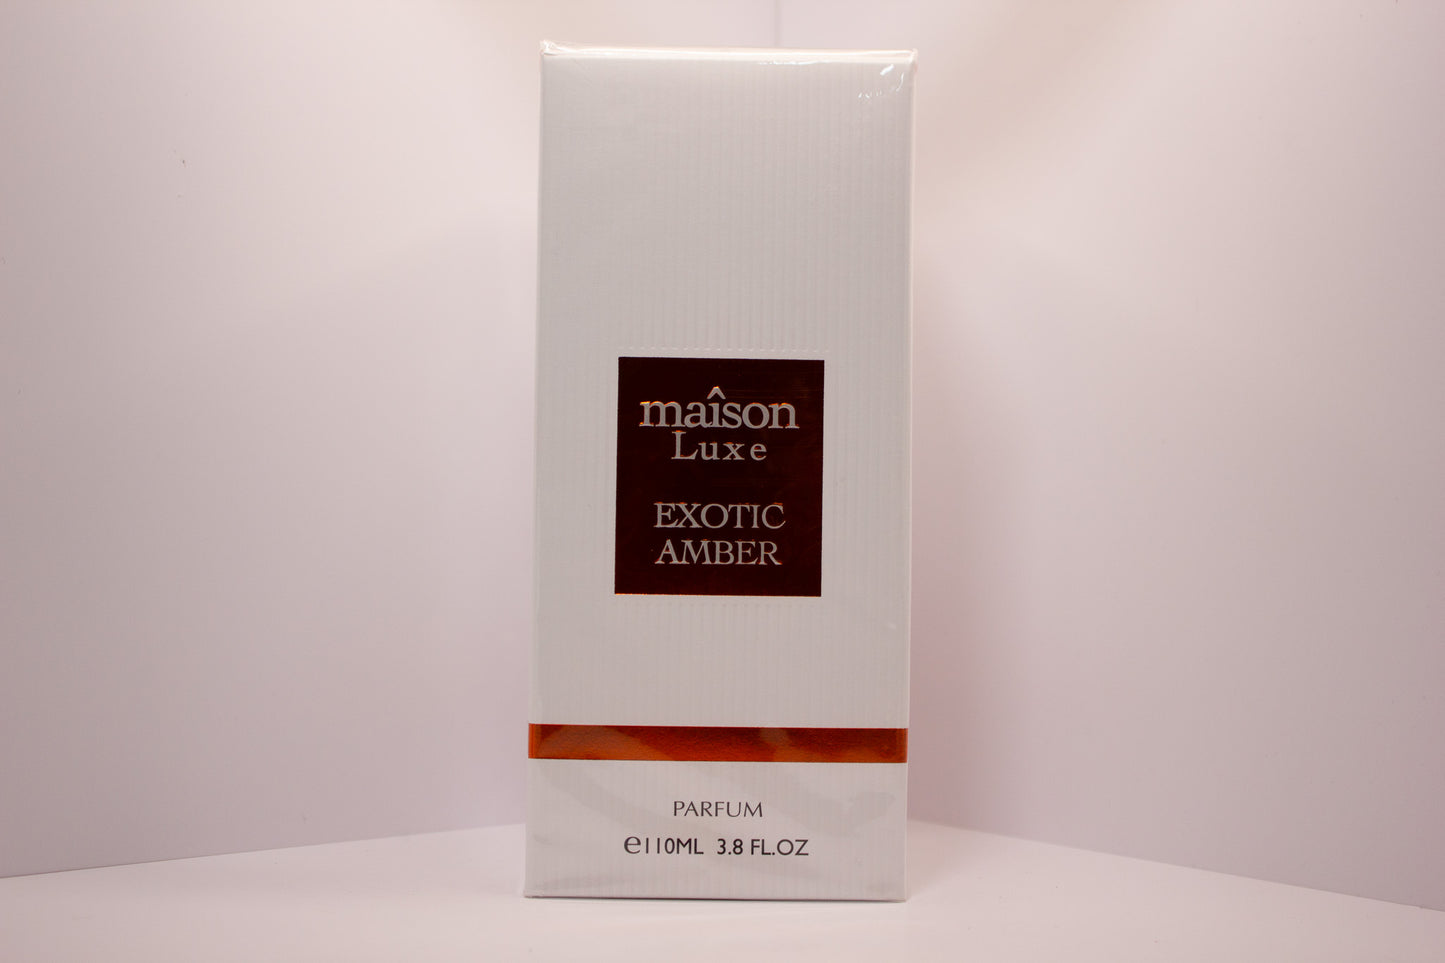 maîson
Luxe
EXOTIC
AMBER
PARFUM
℮110ML 3.8 FL.OZ